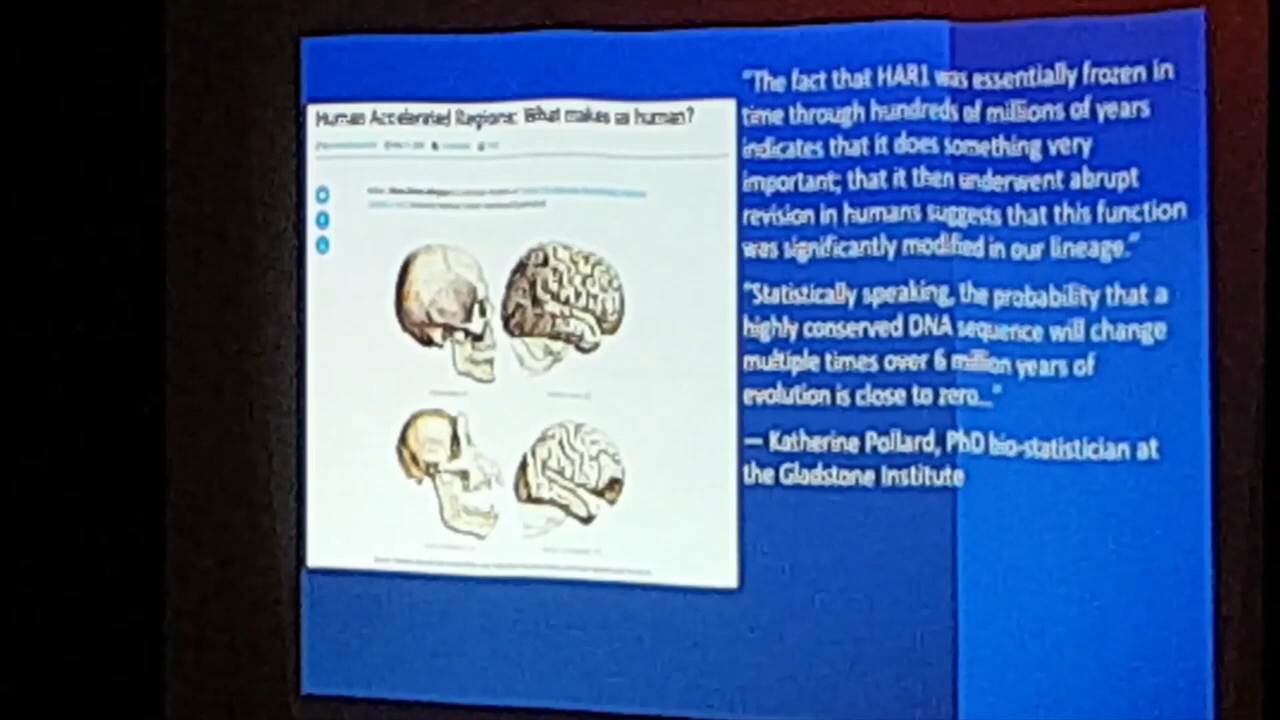 Human Accelerated Regions: What makes us human?
"The fact that HAR1 was essentially frozen in
time through hundreds of millions of years
indicates that it does something very
important; that it then underwent abrupt
revision in humans suggests that this function
was significantly modified in our lineage."
"Statistically speaking, the probability that a
highly conserved DNA sequence will change
multiple times over 6 million years of
evolution is close to zero..."
— Katherine Pollard, PhD bio-statistician at
the Gladstone Institute